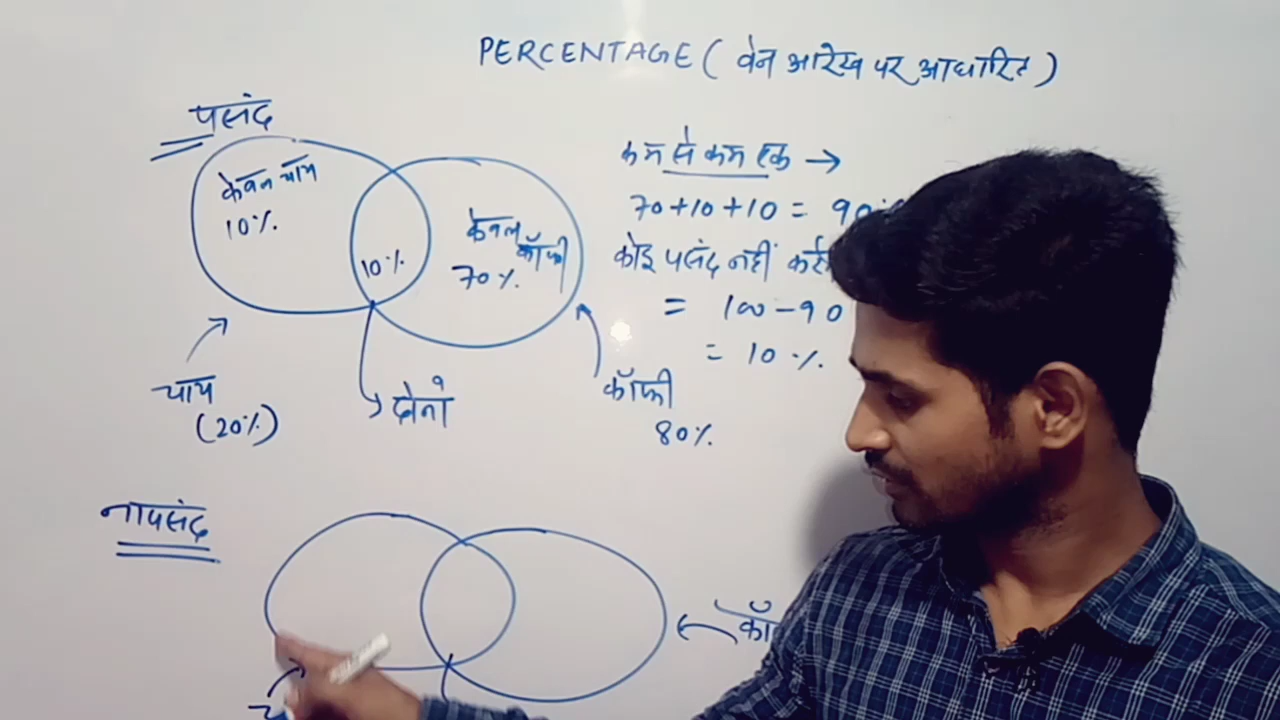 PERCENTAGE ( वेन आरेख पर आधारित )
पसंद
केवल चाय
10%
10%
केवल कॉफी
70%
चाय
(20%)
दोनों
कॉफी
80%
कम से कम एक →
70+10+10 = 90
कोई पसंद नहीं
= 100 - 90
= 10%
नापसंद